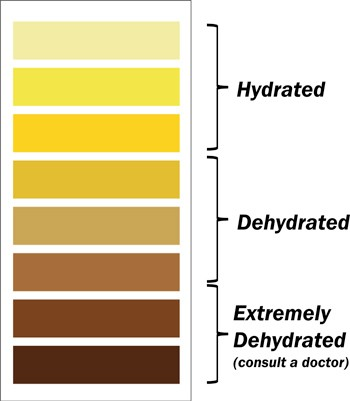 Hydrated
Dehydrated
Extremely
Dehydrated
(consult a doctor)